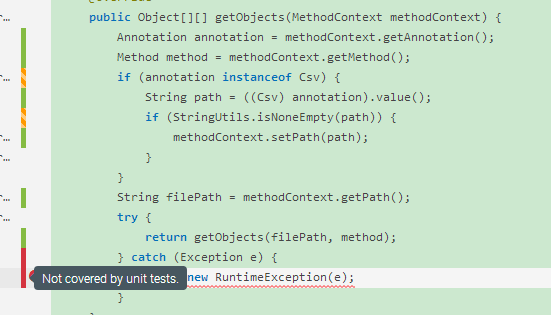 public Object[][] getObjects(MethodContext methodContext) {
Annotation annotation = methodContext.getAnnotation();
Method method = methodContext.getMethod();
if (annotation instanceof Csv) {
String path = ((Csv) annotation).value();
if (StringUtils.isNoneEmpty(path)) {
methodContext.setPath(path);
}
}
String filePath = methodContext.getPath();
try {
return getObjects(filePath, method);
} catch (Exception e) {
Not covered by unit tests. new RuntimeException(e);
}